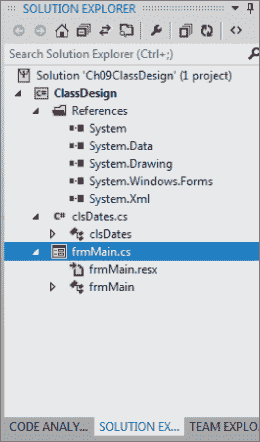 SOLUTION EXPLORER
Search Solution Explorer (Ctrl+;)
Solution 'Ch09ClassDesign' (1 project)
C# ClassDesign
References
System
System.Data
System.Drawing
System.Windows.Forms
System.Xml
C# clsDates.cs
clsDates
frmMain.cs
frmMain.resx
frmMain
CODE ANALY... SOLUTION EX... TEAM EXPLO...